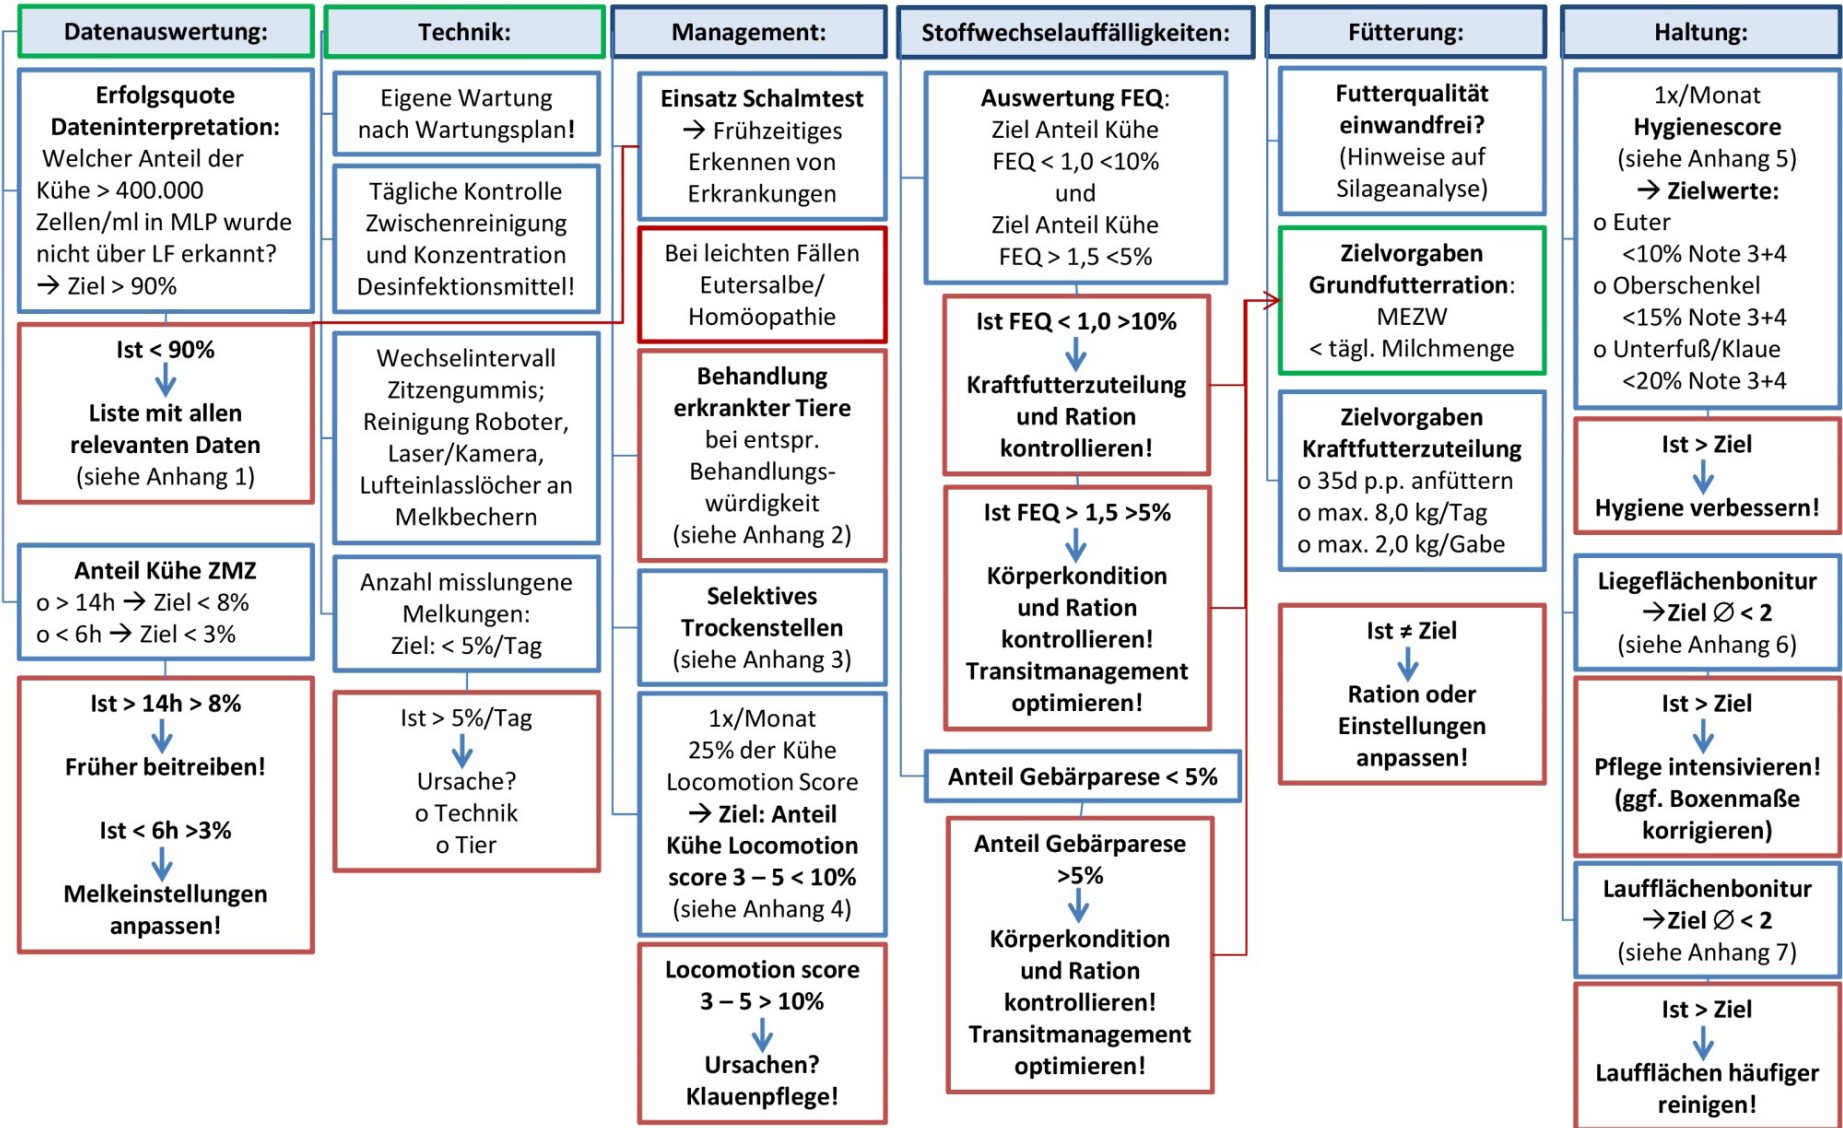 Datenauswertung:
Erfolgsquote
Dateninterpretation:
Welcher Anteil der
Kühe > 400.000
Zellen/ml in MLP wurde
nicht über LF erkannt?
→ Ziel > 90%
Ist < 90%
Liste mit allen
relevanten Daten
(siehe Anhang 1)
Anteil Kühe ZMZ
o > 14h → Ziel < 8%
o < 6h → Ziel < 3%
Ist > 14h > 8%
Früher beitreiben!
Ist < 6h >3%
Melkeinstellungen
anpassen!
Technik:
Eigene Wartung
nach Wartungsplan!
Tägliche Kontrolle
Zwischenreinigung
und Konzentration
Desinfektionsmittel!
Wechselintervall
Zitzengummis;
Reinigung Roboter,
Laser/Kamera,
Lufteinlasslöcher an
Melkbechern
Anzahl misslungene
Melkungen:
Ziel: < 5%/Tag
Ist > 5%/Tag
Ursache?
o Technik
o Tier
Management:
Einsatz Schalmtest
→ Frühzeitiges
Erkennen von
Erkrankungen
Bei leichten Fällen
Eutersalbe/
Homöopathie
Behandlung
erkrankter Tiere
bei entspr.
Behandlungs-
würdigkeit
(siehe Anhang 2)
Selektives
Trockenstellen
(siehe Anhang 3)
1x/Monat
25% der Kühe
Locomotion Score
→ Ziel: Anteil
Kühe Locomotion
score 3 – 5 < 10%
(siehe Anhang 4)
Locomotion score
3 – 5 > 10%
Ursachen?
Klauenpflege!
Stoffwechselauffälligkeiten:
Auswertung FEQ:
Ziel Anteil Kühe
FEQ < 1,0 <10%
und
Ziel Anteil Kühe
FEQ > 1,5 <5%
Ist FEQ < 1,0 >10%
Kraftfutterzuteilung
und Ration
kontrollieren!
Ist FEQ > 1,5 >5%
Körperkondition
und Ration
kontrollieren!
Transitmanagement
optimieren!
Anteil Gebärparese < 5%
Anteil Gebärparese
>5%
Körperkondition
und Ration
kontrollieren!
Transitmanagement
optimieren!
Fütterung:
Futterqualität
einwandfrei?
(Hinweise auf
Silageanalyse)
Zielvorgaben
Grundfutterration:
MEZW
< tägl. Milchmenge
Zielvorgaben
Kraftfutterzuteilung
o 35d p.p. anfüttern
o max. 8,0 kg/Tag
o max. 2,0 kg/Gabe
Ist ≠ Ziel
Ration oder
Einstellungen
anpassen!
Haltung:
1x/Monat
Hygienescore
(siehe Anhang 5)
→ Zielwerte:
o Euter
<10% Note 3+4
o Oberschenkel
<15% Note 3+4
o Unterfuß/Klaue
<20% Note 3+4
Ist > Ziel
Hygiene verbessern!
Liegeflächenbonitur
→Ziel ∅ < 2
(siehe Anhang 6)
Ist > Ziel
Pflege intensivieren!
(ggf. Boxenmaße
korrigieren)
Laufflächenbonitur
→Ziel ∅ < 2
(siehe Anhang 7)
Ist > Ziel
Laufflächen häufiger
reinigen!